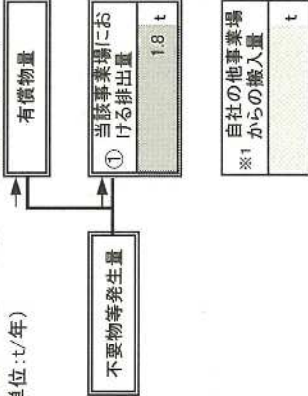 位:t/年)
不要物等発生量
有償物量
① 当該事業場にお
ける排出量
1.8 t
※1 自社の他事業場
からの搬入量
t